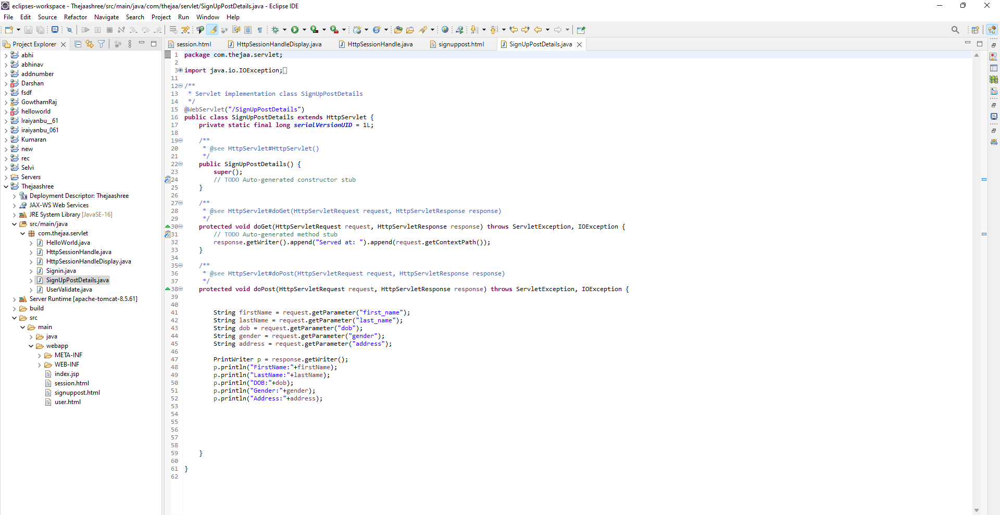 eclipses-workspace - Thejaashree/src/main/java/com/thejaa/servlet/SignUpPostDetails.java - Eclipse IDE
File Edit Source Refactor Navigate Search Project Run Window Help
Project Explorer
session.html HttpSessionHandleDisplay.java HttpSessionHandle.java signuppost.html SignUpPostDetails.java
abhi
abhinav
addnumber
Darshan
fsdf
GowthamRaj
helloworld
Iraiyanbu__61
iraiyanbu_061
Kumaran
new
rec
Selvi
Servers
Thejaashree
Deployment Descriptor: Thejaashree
JAX-WS Web Services
JRE System Library [JavaSE-16]
src/main/java
com.thejaa.servlet
HelloWorld.java
HttpSessionHandle.java
HttpSessionHandleDisplay.java
Signin.java
SignUpPostDetails.java
UserValidate.java
Server Runtime [apache-tomcat-8.5.61]
build
src
main
java
webapp
META-INF
WEB-INF
index.jsp
session.html
signuppost.html
user.html
1 package com.thejaa.servlet;
2
3 import java.io.IOException;
11
12 /**
13  * Servlet implementation class SignUpPostDetails
14  */
15 @WebServlet("/SignUpPostDetails")
16 public class SignUpPostDetails extends HttpServlet {
17     private static final long serialVersionUID = 1L;
18
19     /**
20      * @see HttpServlet#HttpServlet()
21      */
22     public SignUpPostDetails() {
23         super();
24         // TODO Auto-generated constructor stub
25     }
26
27     /**
28      * @see HttpServlet#doGet(HttpServletRequest request, HttpServletResponse response)
29      */
30     protected void doGet(HttpServletRequest request, HttpServletResponse response) throws ServletException, IOException {
31         // TODO Auto-generated method stub
32         response.getWriter().append("Served at: ").append(request.getContextPath());
33     }
34
35     /**
36      * @see HttpServlet#doPost(HttpServletRequest request, HttpServletResponse response)
37      */
38     protected void doPost(HttpServletRequest request, HttpServletResponse response) throws ServletException, IOException {
39
40
41         String firstName = request.getParameter("first_name");
42         String lastName = request.getParameter("last_name");
43         String dob = request.getParameter("dob");
44         String gender = request.getParameter("gender");
45         String address = request.getParameter("address");
46
47         PrintWriter p = response.getWriter();
48         p.println("FirstName:"+firstName);
49         p.println("LastName:"+lastName);
50         p.println("DOB:"+dob);
51         p.println("Gender:"+gender);
52         p.println("Address:"+address);
53
54
55
56
57
58
59     }
60
61 }
62